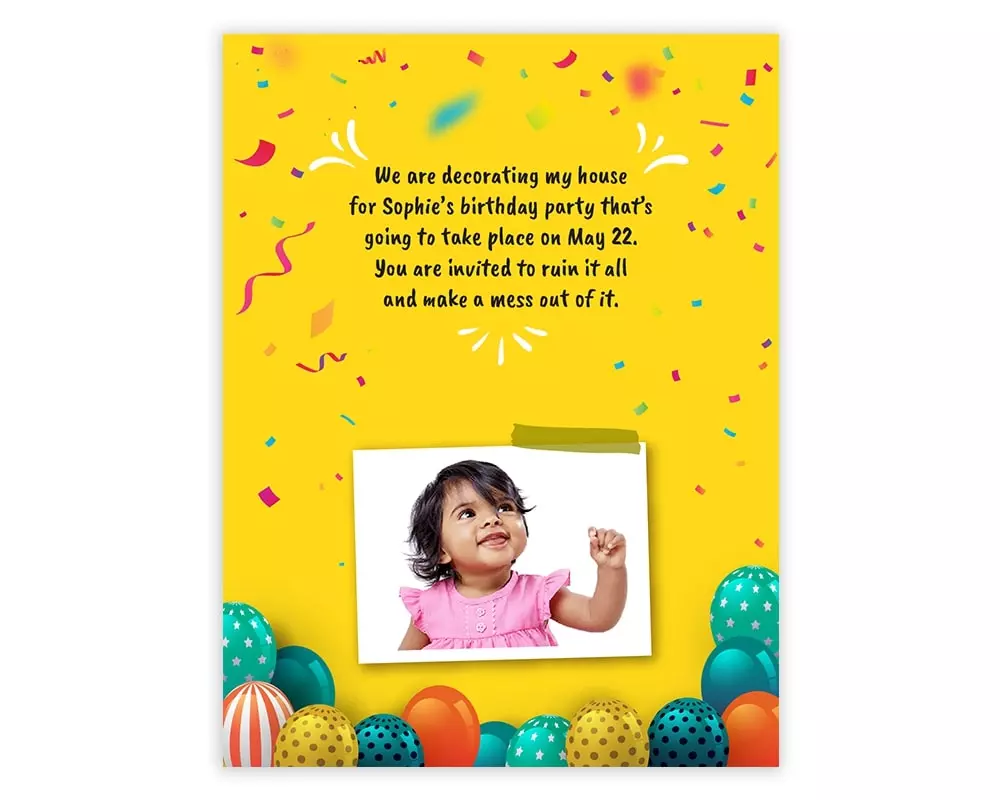 We are decorating my house
for Sophie's birthday party that's
going to take place on May 22.
You are invited to ruin it all
and make a mess out of it.